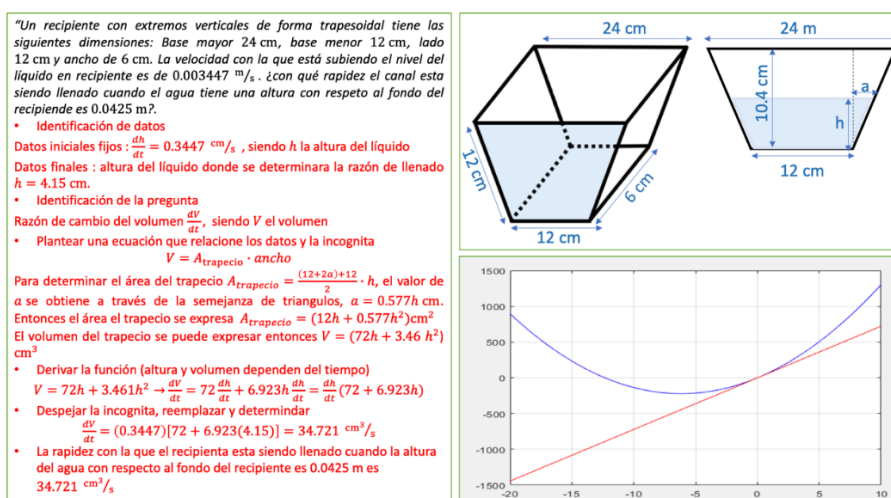 “Un recipiente con extremos verticales de forma trapesoidal tiene las
siguientes dimensiones: Base mayor 24 cm, base menor 12 cm, lado
12 cm y ancho de 6 cm. La velocidad con la que está subiendo el nivel del
líquido en recipiente es de 0.003447 m/s . ¿con qué rapidez el canal esta
siendo llenado cuando el agua tiene una altura con respeto al fondo del
recipiende es 0.0425 m?.
• Identificación de datos
Datos iniciales fijos : dh/dt = 0.3447 cm/s , siendo h la altura del líquido
Datos finales : altura del líquido donde se determinara la razón de llenado
h = 4.15 cm.
• Identificación de la pregunta
Razón de cambio del volumen dV/dt, siendo V el volumen
• Plantear una ecuación que relacione los datos y la incognita
V = A_trapecio · ancho
Para determinar el área del trapecio A_trapecio = ((12+2a)+12)/2 · h, el valor de
a se obtiene a través de la semejanza de triangulos, a = 0.577h cm.
Entonces el área el trapecio se expresa A_trapecio = (12h + 0.577h²)cm²
El volumen del trapecio se puede expresar entonces V = (72h + 3.46 h²)
cm³
• Derivar la función (altura y volumen dependen del tiempo)
V = 72h + 3.461h² → dV/dt = 72 dh/dt + 6.923h dh/dt = dh/dt (72 + 6.923h)
• Despejar la incognita, reemplazar y determindar
dV/dt = (0.3447)[72 + 6.923(4.15)] = 34.721 cm³/s
• La rapidez con la que el recipienta esta siendo llenado cuando la altura
del agua con respecto al fondo del recipiente es 0.0425 m es
34.721 cm³/s
24 cm
12 cm
6 cm
12 cm
24 m
10.4 cm
a
h
12 cm
1500
1000
500
0
-500
-1000
-1500
-20 -15 -10 -5 0 5 10